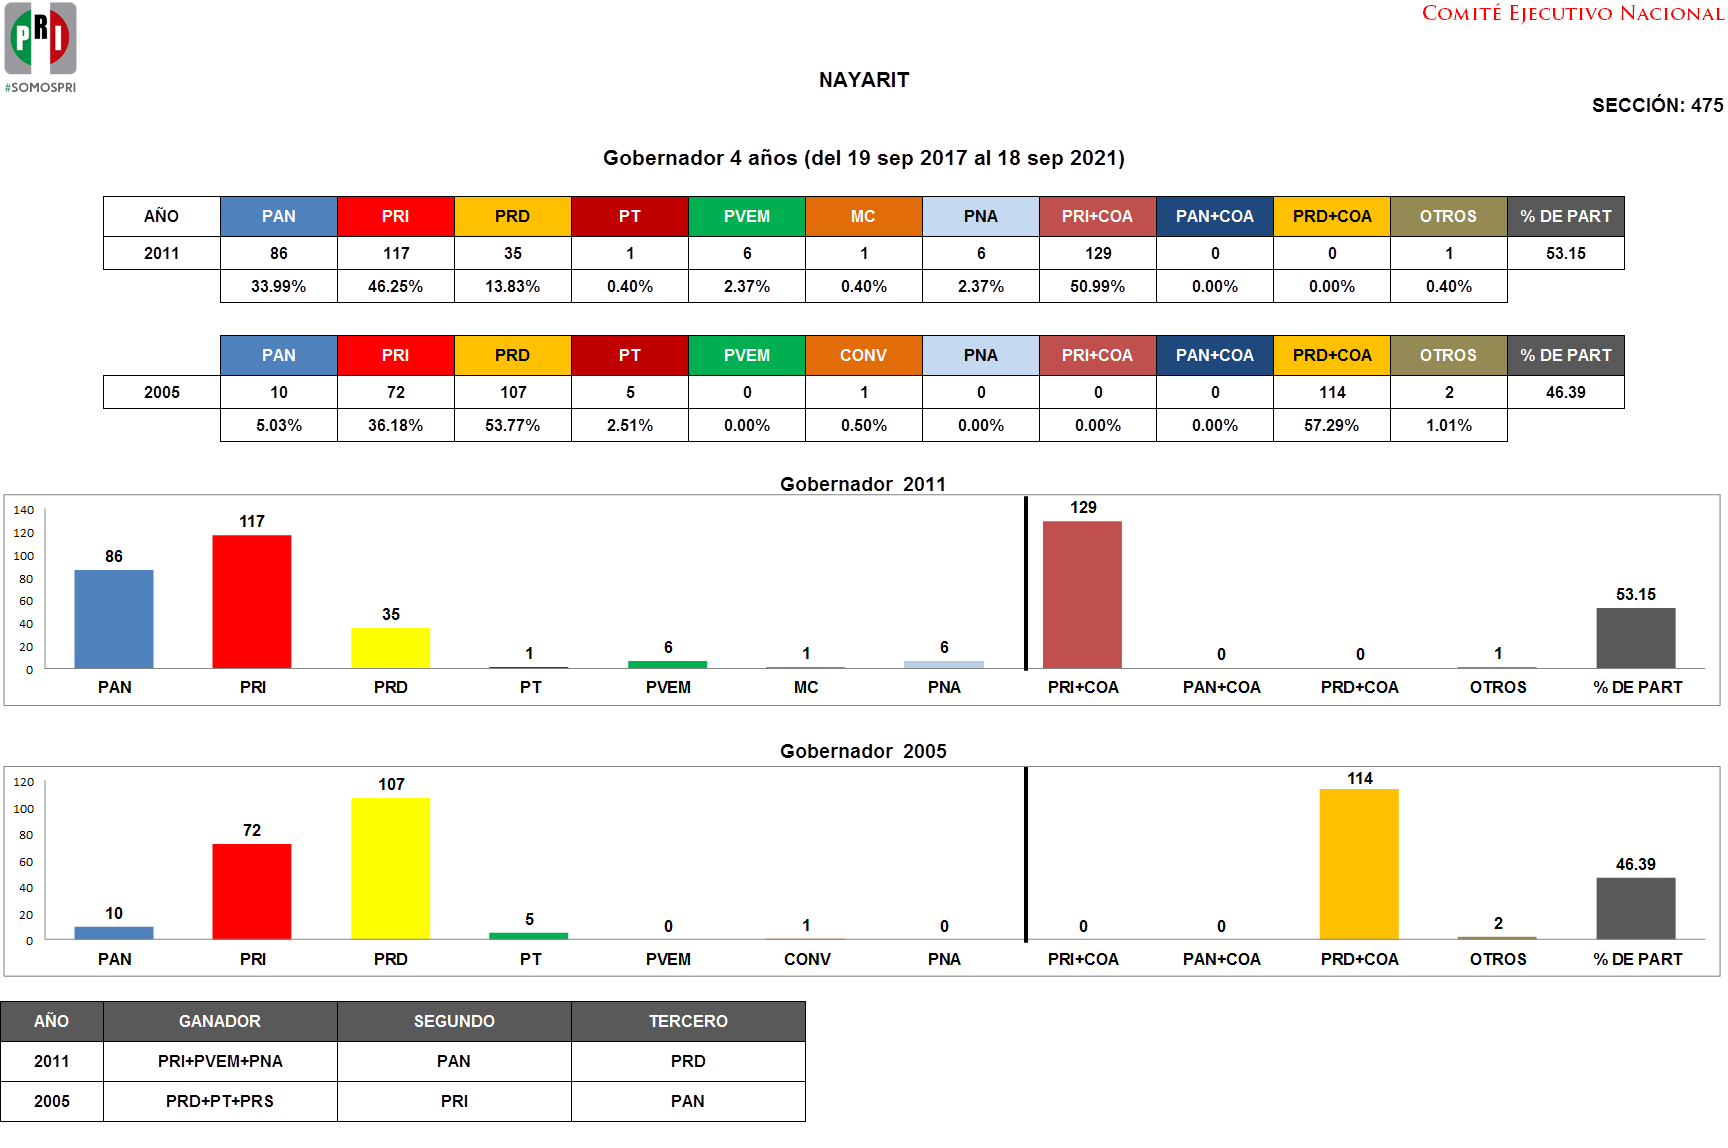 PRI
#SOMOSPRI
COMITÉ EJECUTIVO NACIONAL
NAYARIT
SECCIÓN: 475
Gobernador 4 años (del 19 sep 2017 al 18 sep 2021)
AÑO PAN PRI PRD PT PVEM MC PNA PRI+COA PAN+COA PRD+COA OTROS % DE PART
2011 86 117 35 1 6 1 6 129 0 0 1 53.15
33.99% 46.25% 13.83% 0.40% 2.37% 0.40% 2.37% 50.99% 0.00% 0.00% 0.40%
PAN PRI PRD PT PVEM CONV PNA PRI+COA PAN+COA PRD+COA OTROS % DE PART
2005 10 72 107 5 0 1 0 0 0 114 2 46.39
5.03% 36.18% 53.77% 2.51% 0.00% 0.50% 0.00% 0.00% 0.00% 57.29% 1.01%
Gobernador 2011
140
120
100
80
60
40
20
0
86 117 35 1 6 1 6 129 0 0 1 53.15
PAN PRI PRD PT PVEM MC PNA PRI+COA PAN+COA PRD+COA OTROS % DE PART
Gobernador 2005
120
100
80
60
40
20
0
10 72 107 5 0 1 0 0 0 114 2 46.39
PAN PRI PRD PT PVEM CONV PNA PRI+COA PAN+COA PRD+COA OTROS % DE PART
AÑO GANADOR SEGUNDO TERCERO
2011 PRI+PVEM+PNA PAN PRD
2005 PRD+PT+PRS PRI PAN